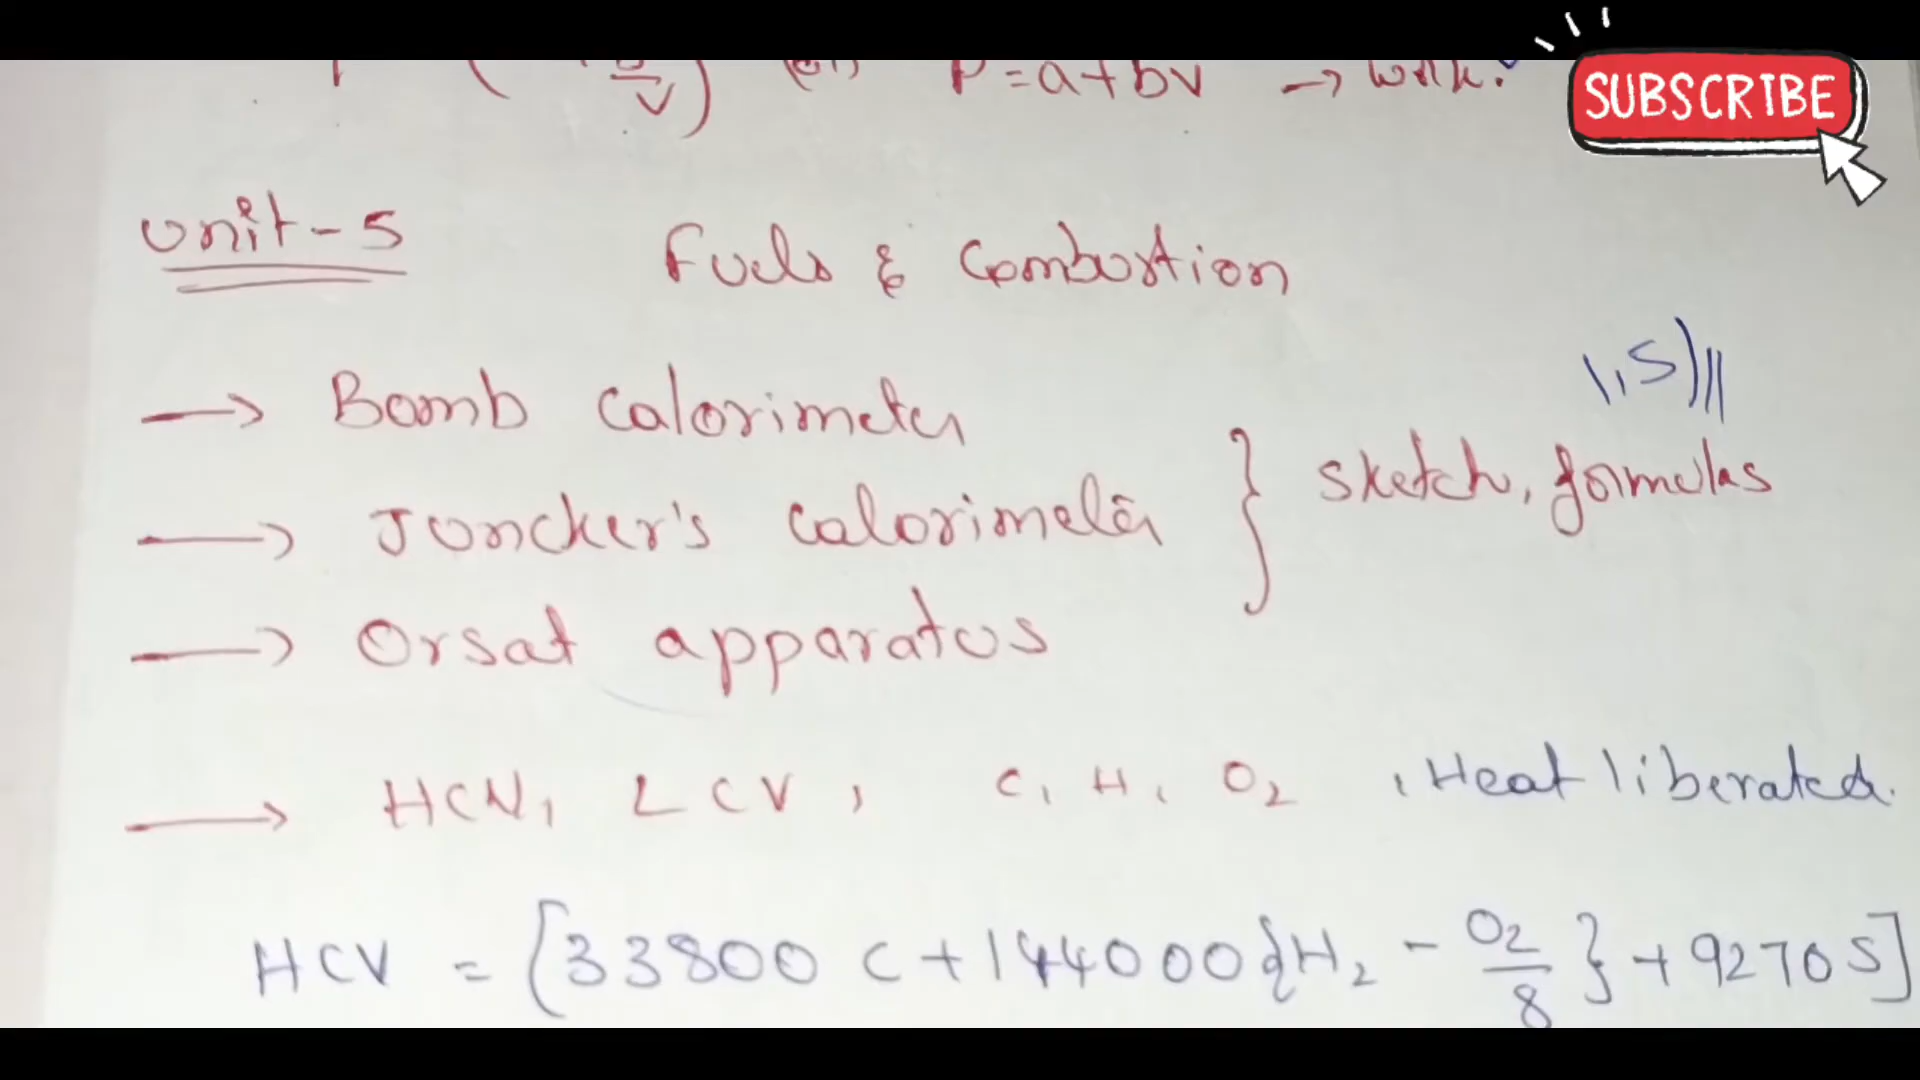 P = a + bv → work.
SUBSCRIBE
Unit-5 Fuels & Combustion
1,5)
→ Bomb Calorimeter
→ Juncker's Calorimeter } sketch, formulas
→ Orsat apparatus
→ HCV, LCV, C, H, O2, Heat liberated.
HCV = [33800 C + 144000 {H2 - O2/8} + 9270 S]